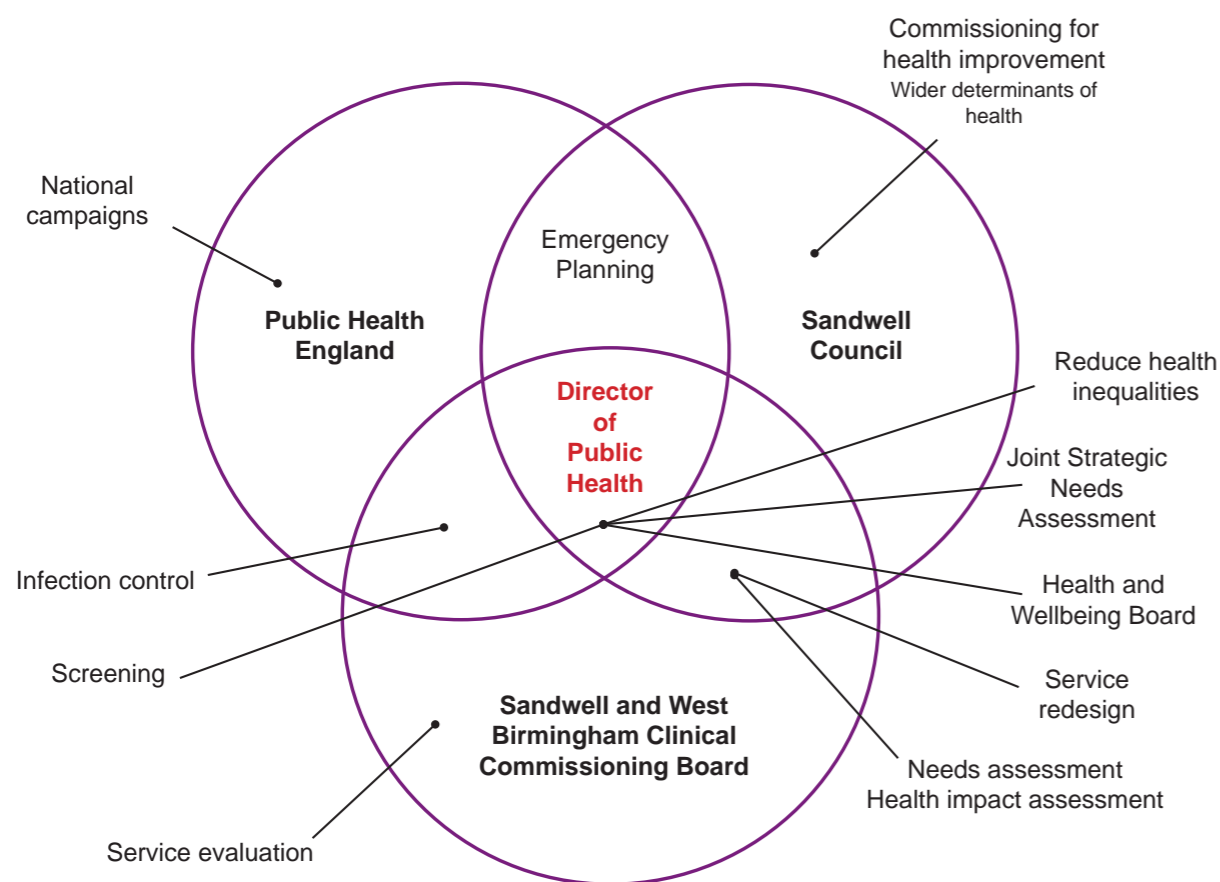 Commissioning for
health improvement
Wider determinants of
health
National
campaigns
Emergency
Planning
Public Health
England
Sandwell
Council
Reduce health
inequalities
Director
of
Public
Health
Joint Strategic
Needs
Assessment
Infection control
Health and
Wellbeing Board
Screening
Service
redesign
Sandwell and West
Birmingham Clinical
Commissioning Board
Needs assessment
Health impact assessment
Service evaluation